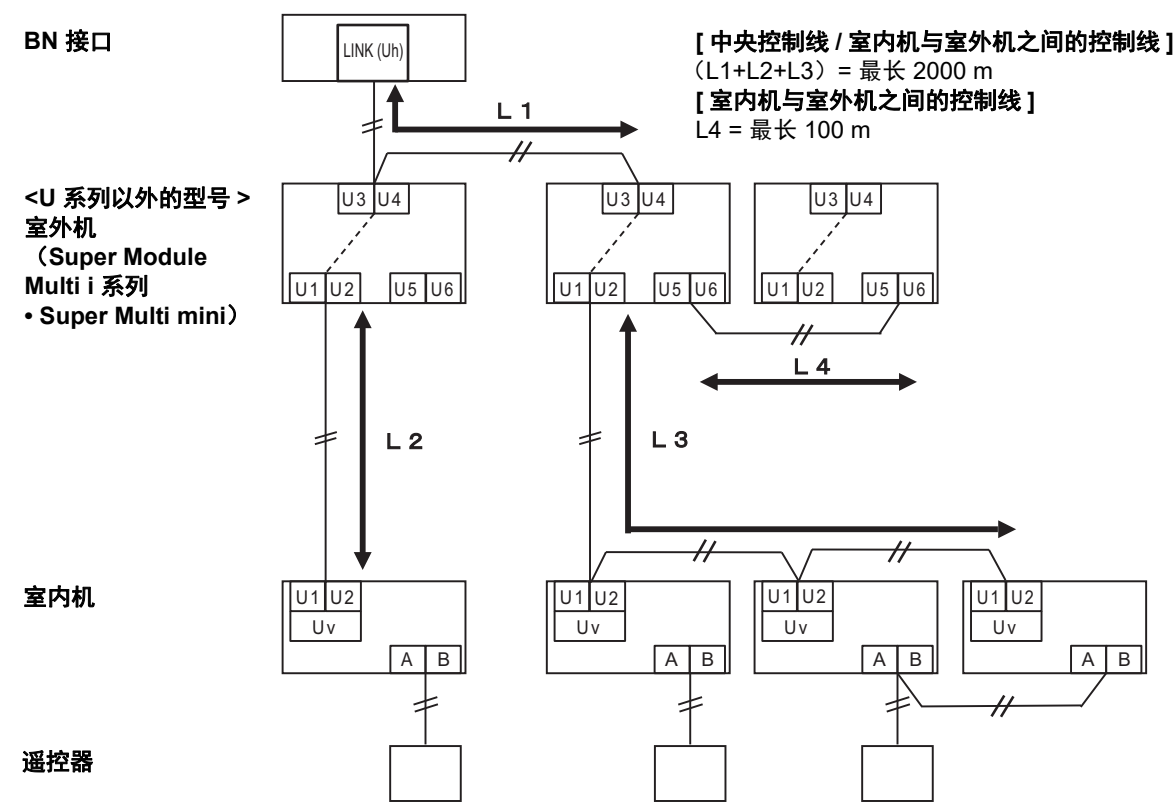 BN 接口
LINK (Uh)
[ 中央控制线 / 室内机与室外机之间的控制线 ]
（L1+L2+L3）= 最长 2000 m
[ 室内机与室外机之间的控制线 ]
L4 = 最长 100 m
L 1
<U 系列以外的型号 >
室外机
（Super Module
Multi i 系列
• Super Multi mini）
U3 U4
U3 U4
U3 U4
U1 U2 U5 U6
U1 U2 U5 U6
U1 U2 U5 U6
L 4
L 2
L 3
室内机
U1 U2
Uv
A B
U1 U2
Uv
A B
U1 U2
Uv
A B
U1 U2
Uv
A B
遥控器